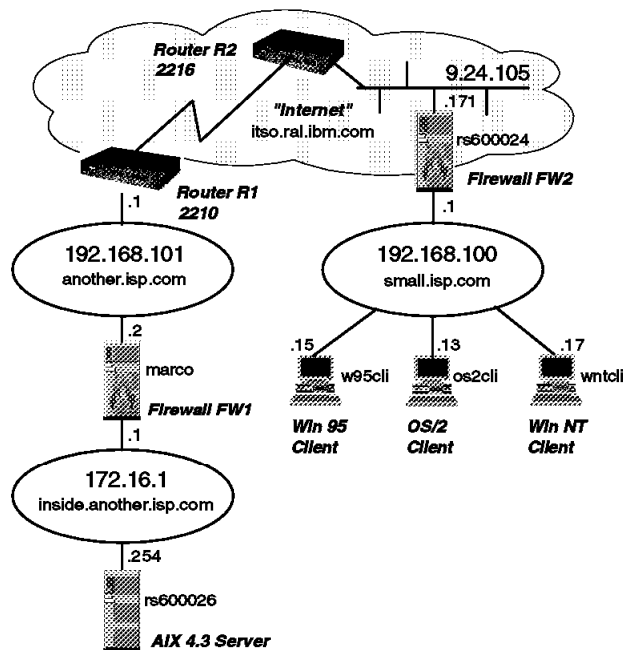 Router R2
2216
9.24.105
"Internet"
itso.ral.ibm.com
.171
rs600024
Firewall FW2
Router R1
2210
.1
.1
192.168.101
another.isp.com
192.168.100
small.isp.com
.2
marco
Firewall FW1
.15
w95cli
.13
os2cli
.17
wntcli
Win 95
Client
OS/2
Client
Win NT
Client
.1
172.16.1
inside.another.isp.com
.254
rs600026
AIX 4.3 Server